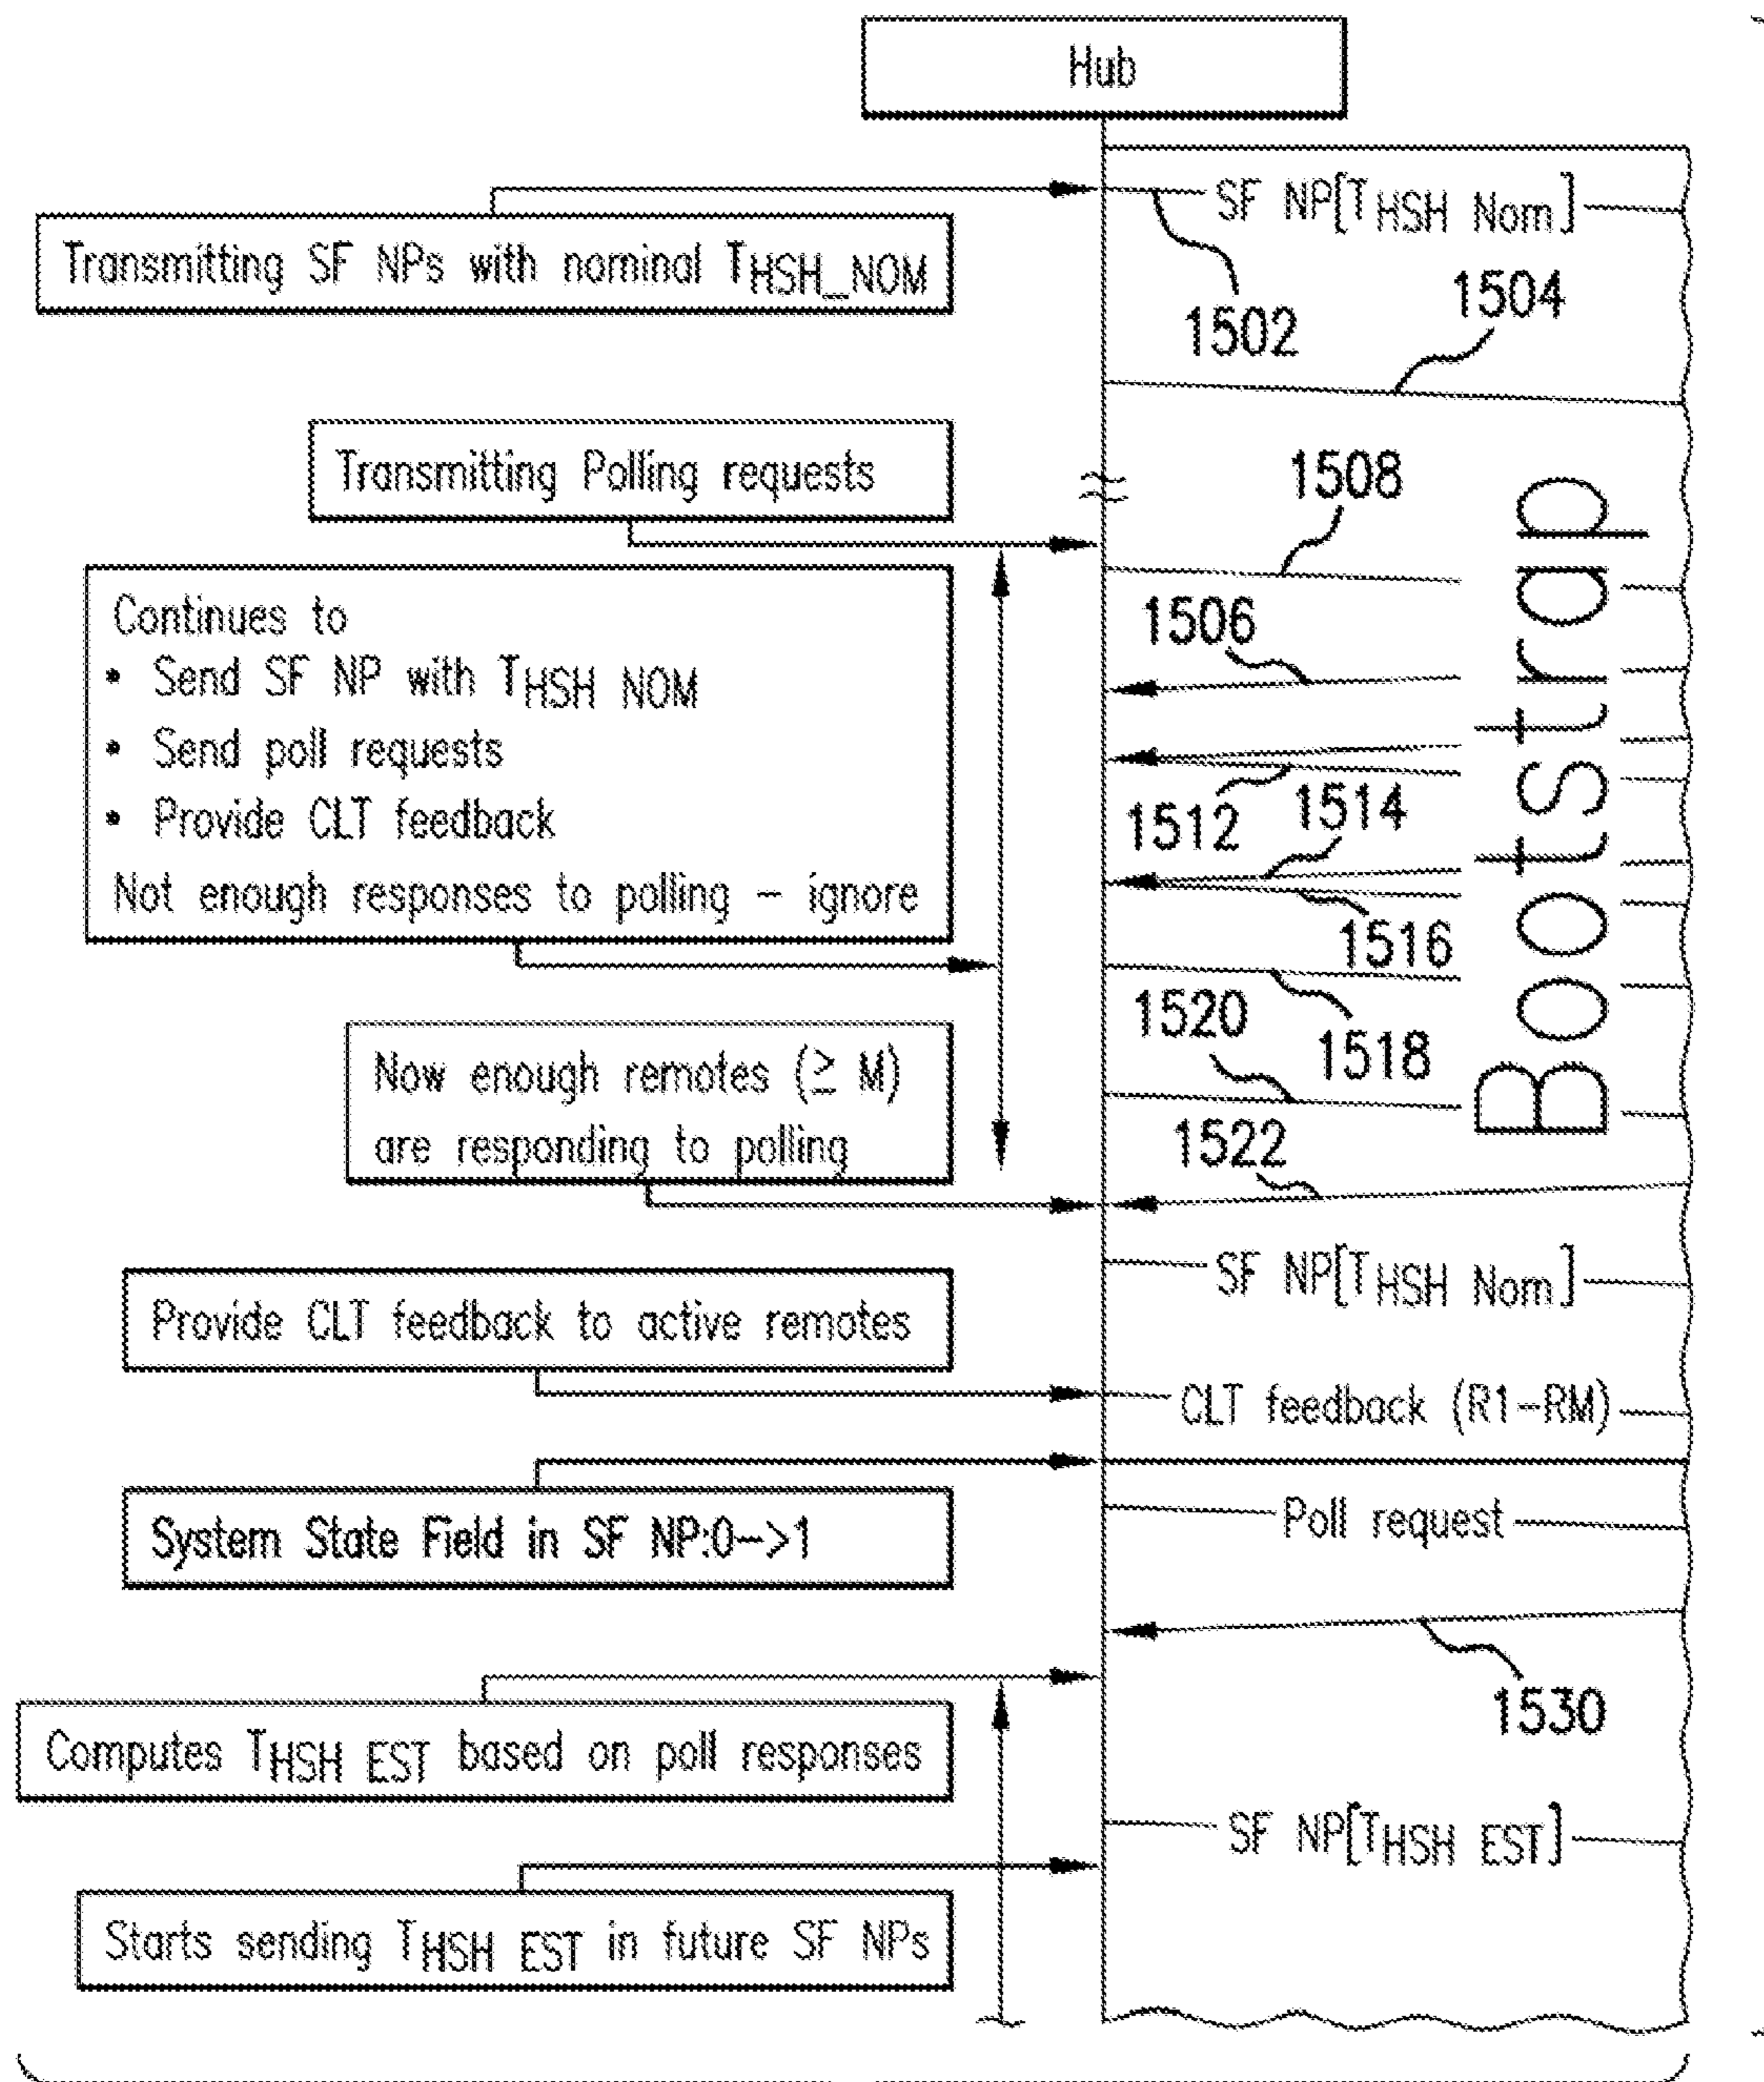 Hub
SF NP[THSH Nom]
Transmitting SF NPs with nominal THSH_NOM
1502
1504
Transmitting Polling requests
1508
Continues to
1506
• Send SF NP with THSH NOM
• Send poll requests
• Provide CLT feedback
1512
1514
Not enough responses to polling – ignore
1516
1518
1520
Now enough remotes (≥ M)
are responding to polling
1522
Bootstrap
SF NP[THSH Nom]
Provide CLT feedback to active remotes
CLT feedback (R1-RM)
System State Field in SF NP:0-->1
Poll request
1530
Computes THSH EST based on poll responses
SF NP[THSH EST]
Starts sending THSH EST in future SF NPs